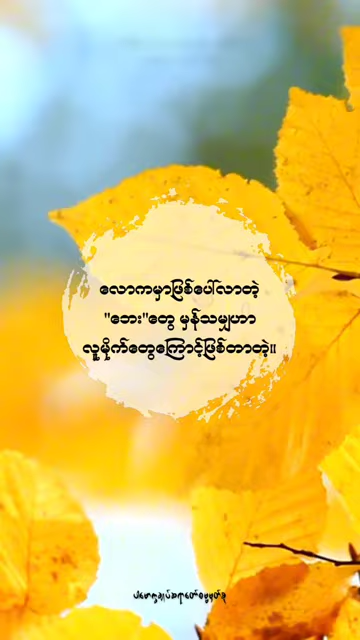 လောကမှာဖြစ်ပေါ်လာတဲ့
"ဘေး"တွေ မှန်သမျှဟာ
လူမိုက်တွေကြောင့်ဖြစ်တာတဲ့။